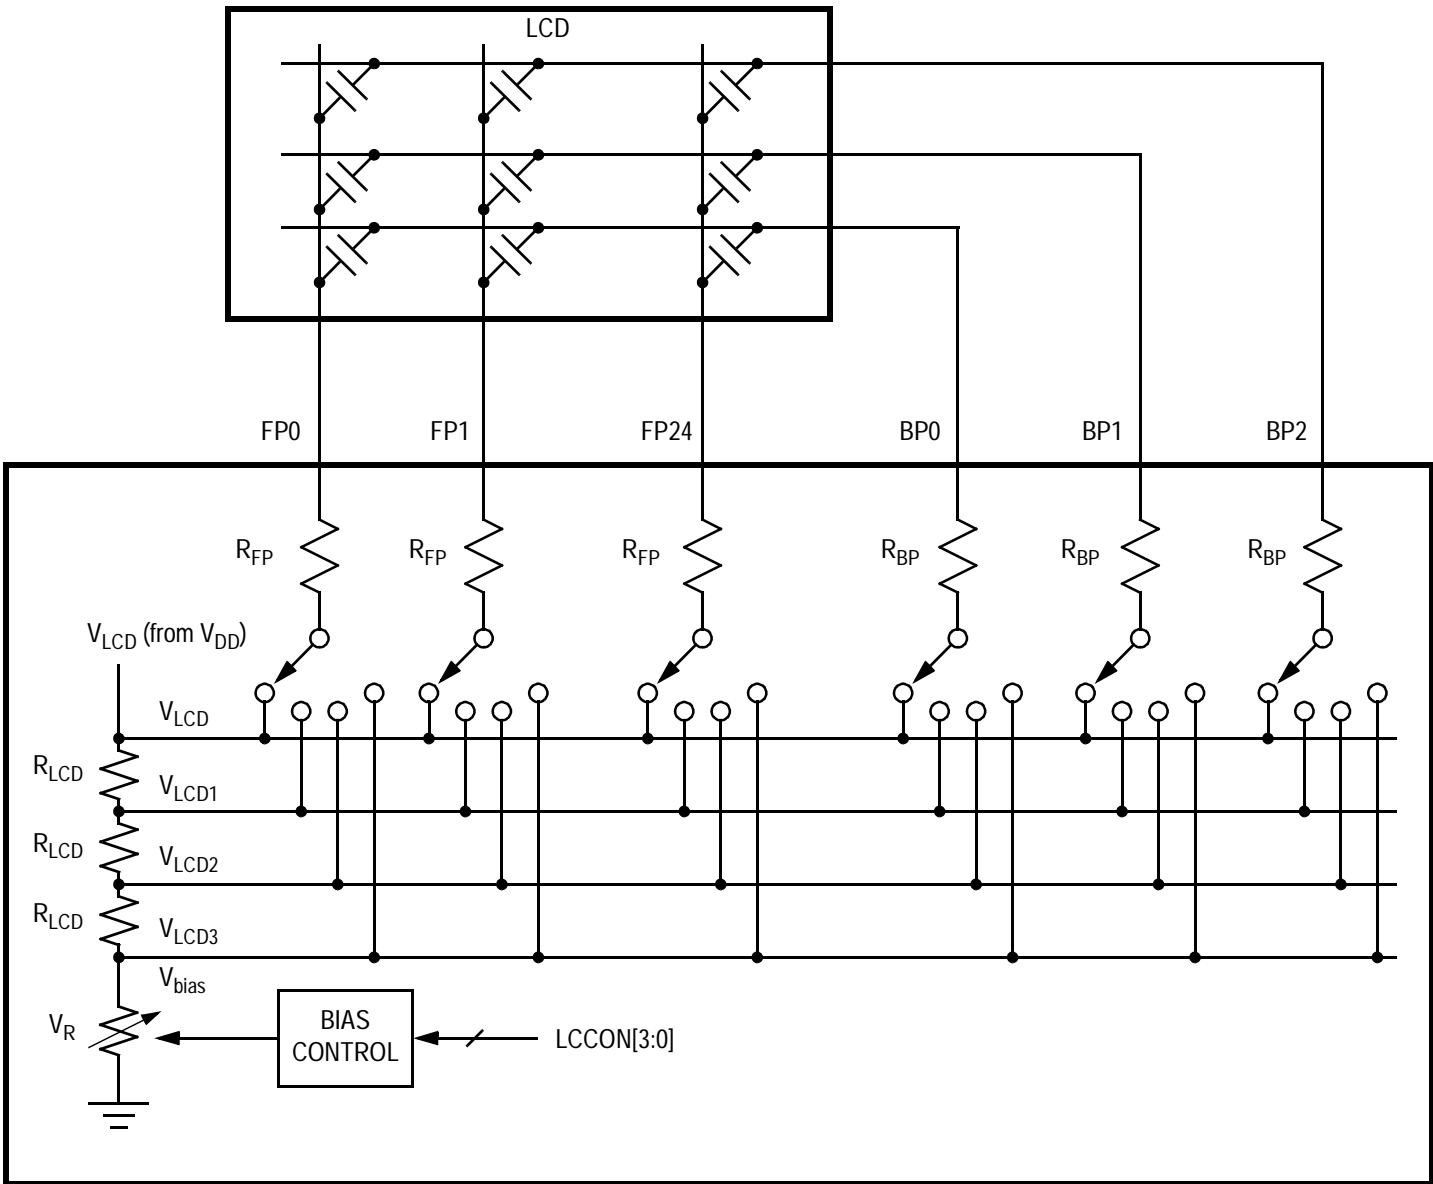 LCD
FP0 FP1 FP24 BP0 BP1 BP2
RFP RFP RFP RBP RBP RBP
VLCD (from VDD)
VLCD
RLCD
VLCD1
RLCD
VLCD2
RLCD
VLCD3
Vbias
VR
BIAS
CONTROL
LCCON[3:0]